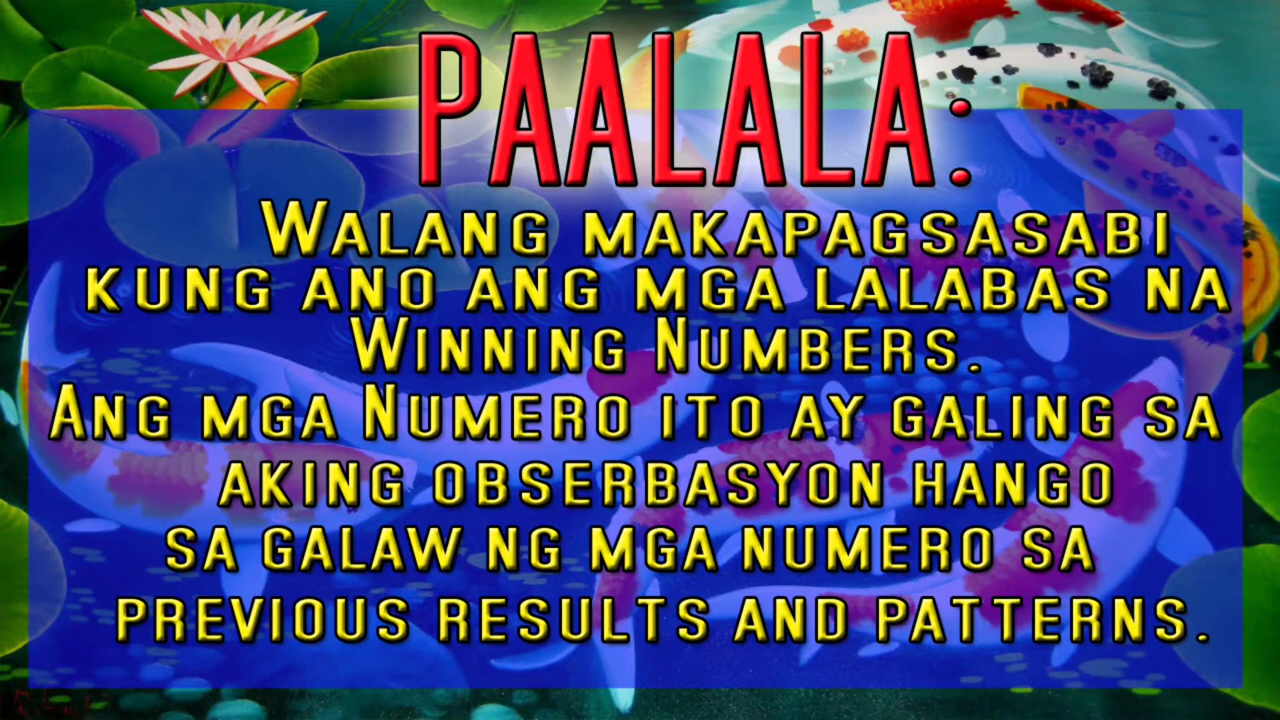 PAALALA:
WALANG MAKAPAGSASABI
KUNG ANO ANG MGA LALABAS NA
WINNING NUMBERS.
ANG MGA NUMERO ITO AY GALING SA
AKING OBSERBASYON HANGO
SA GALAW NG MGA NUMERO SA
PREVIOUS RESULTS AND PATTERNS.